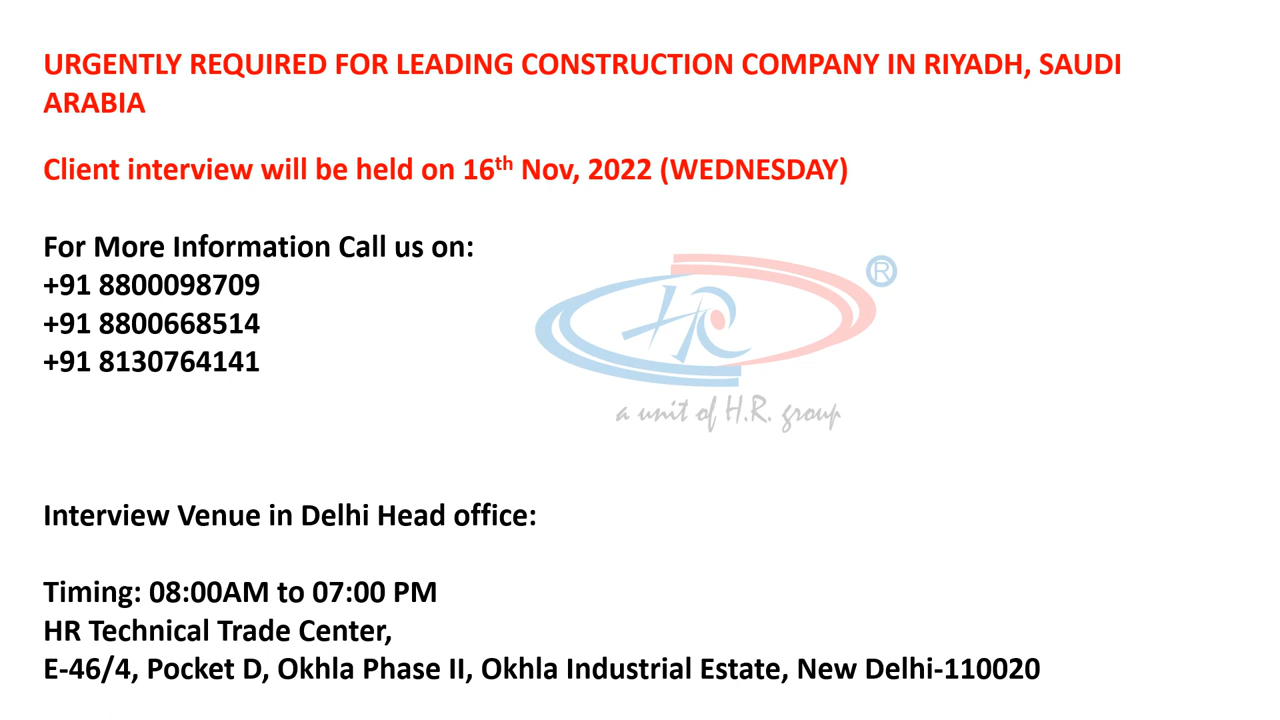 URGENTLY REQUIRED FOR LEADING CONSTRUCTION COMPANY IN RIYADH, SAUDI
ARABIA
Client interview will be held on 16th Nov, 2022 (WEDNESDAY)
For More Information Call us on:
+91 8800098709
+91 8800668514
+91 8130764141
HR ®
a unit of H.R. group
Interview Venue in Delhi Head office:
Timing: 08:00AM to 07:00 PM
HR Technical Trade Center,
E-46/4, Pocket D, Okhla Phase II, Okhla Industrial Estate, New Delhi-110020